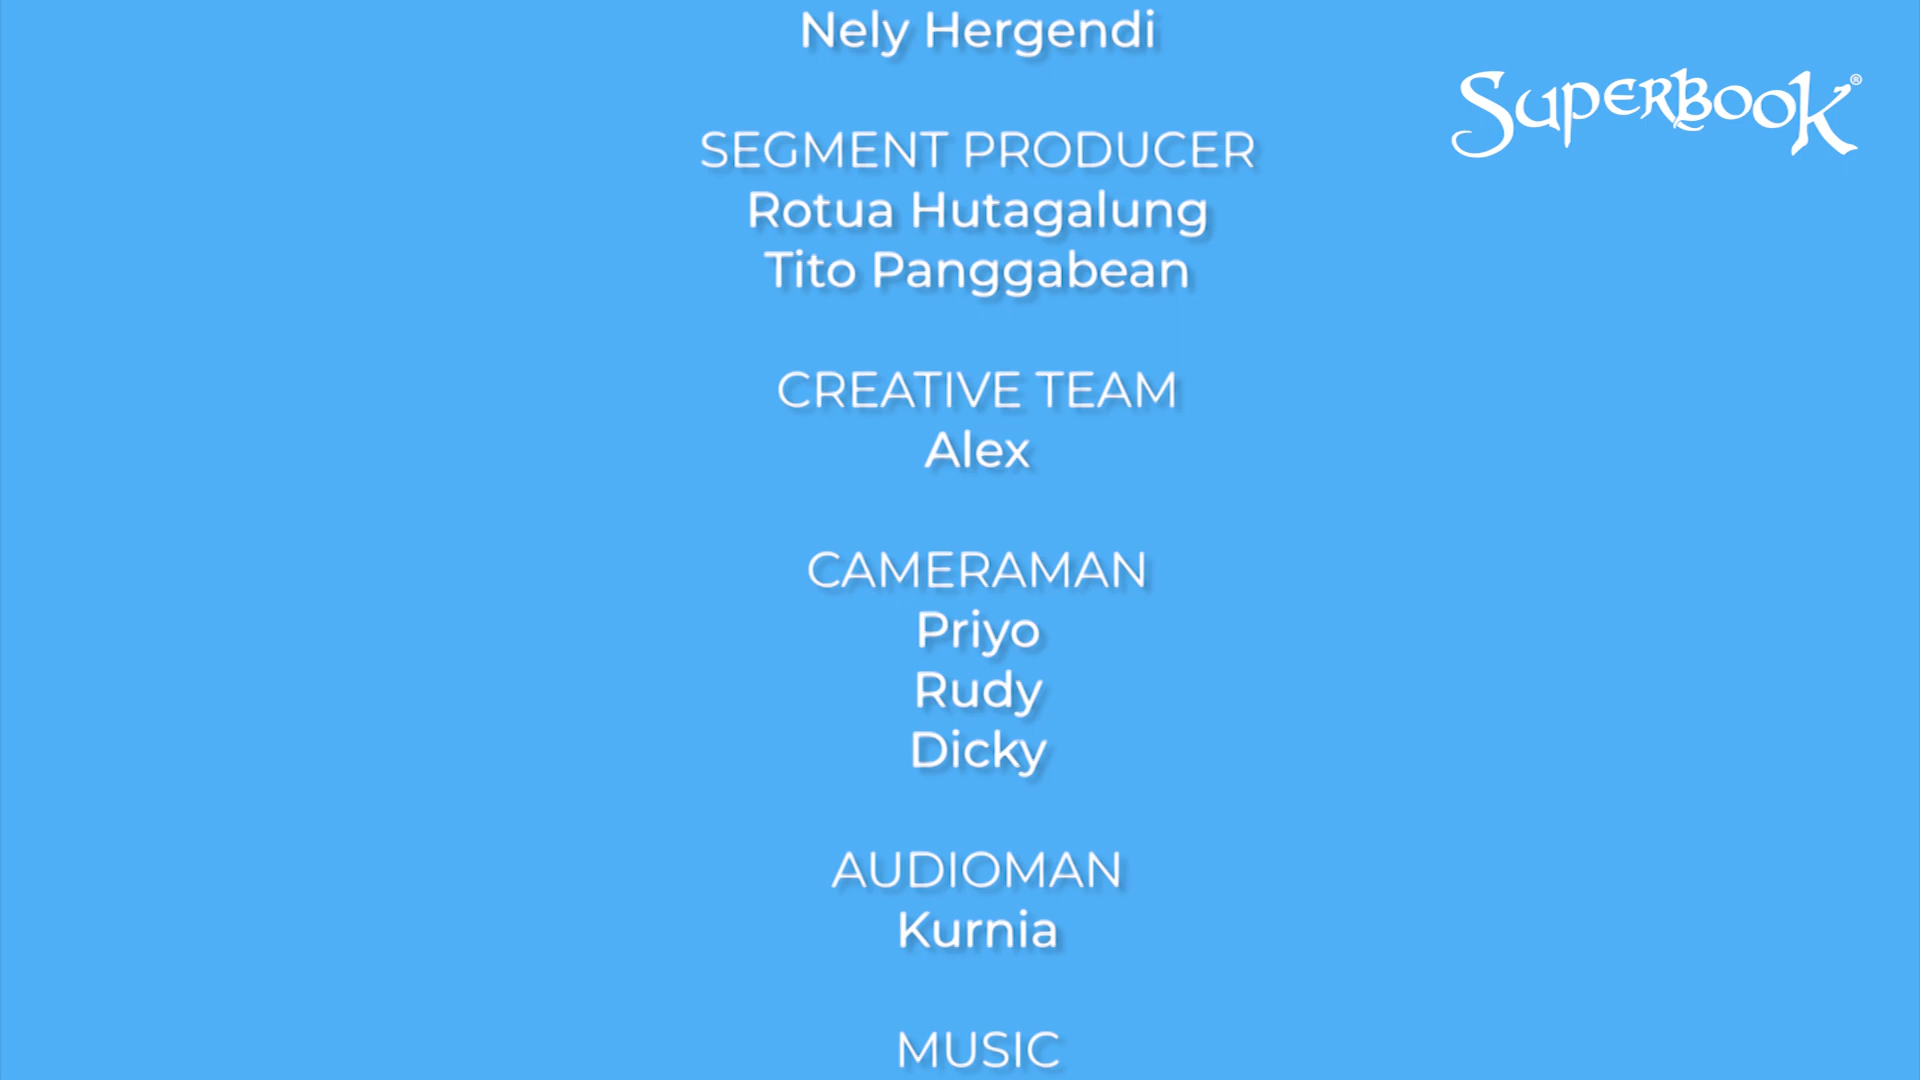 Nely Hergendi
SUPERBOOK®
SEGMENT PRODUCER
Rotua Hutagalung
Tito Panggabean
CREATIVE TEAM
Alex
CAMERAMAN
Priyo
Rudy
Dicky
AUDIOMAN
Kurnia
MUSIC